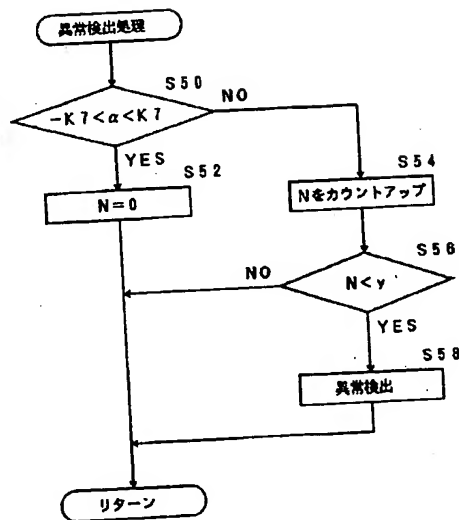 異常検出処理
S50
-K7<α<K7
NO
YES
S52
N=0
S54
Nをカウントアップ
S56
N<y
NO
YES
S58
異常検出
リターン